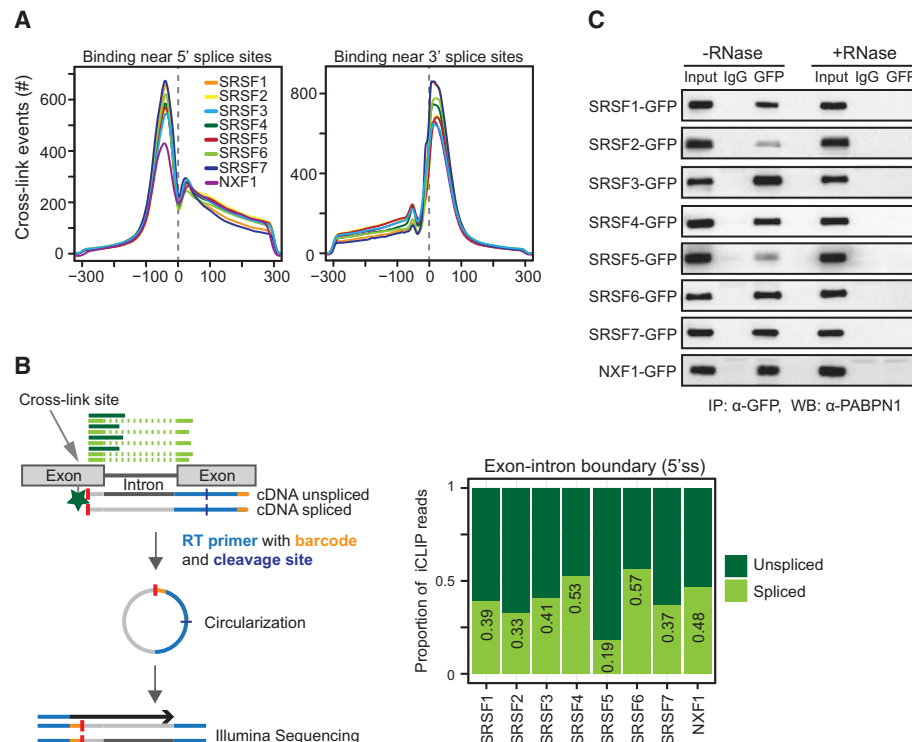 A
Binding near 5' splice sites
Cross-link events (#)
600
400
200
0
−300
−100
0
100
300
SRSF1
SRSF2
SRSF3
SRSF4
SRSF5
SRSF6
SRSF7
NXF1
Binding near 3' splice sites
800
400
0
−300
−100
0
100
300
B
Cross-link site
Exon
Intron
Exon
cDNA unspliced
cDNA spliced
RT primer with barcode
and cleavage site
Circularization
Illumina Sequencing
Exon-intron boundary (5'ss)
Proportion of iCLIP reads
1
0.5
0
0.39
0.33
0.41
0.53
0.19
0.57
0.37
0.48
SRSF1
SRSF2
SRSF3
SRSF4
SRSF5
SRSF6
SRSF7
NXF1
Unspliced
Spliced
C
-RNase +RNase
Input IgG GFP Input IgG GFP
SRSF1-GFP
SRSF2-GFP
SRSF3-GFP
SRSF4-GFP
SRSF5-GFP
SRSF6-GFP
SRSF7-GFP
NXF1-GFP
IP: α-GFP, WB: α-PABPN1